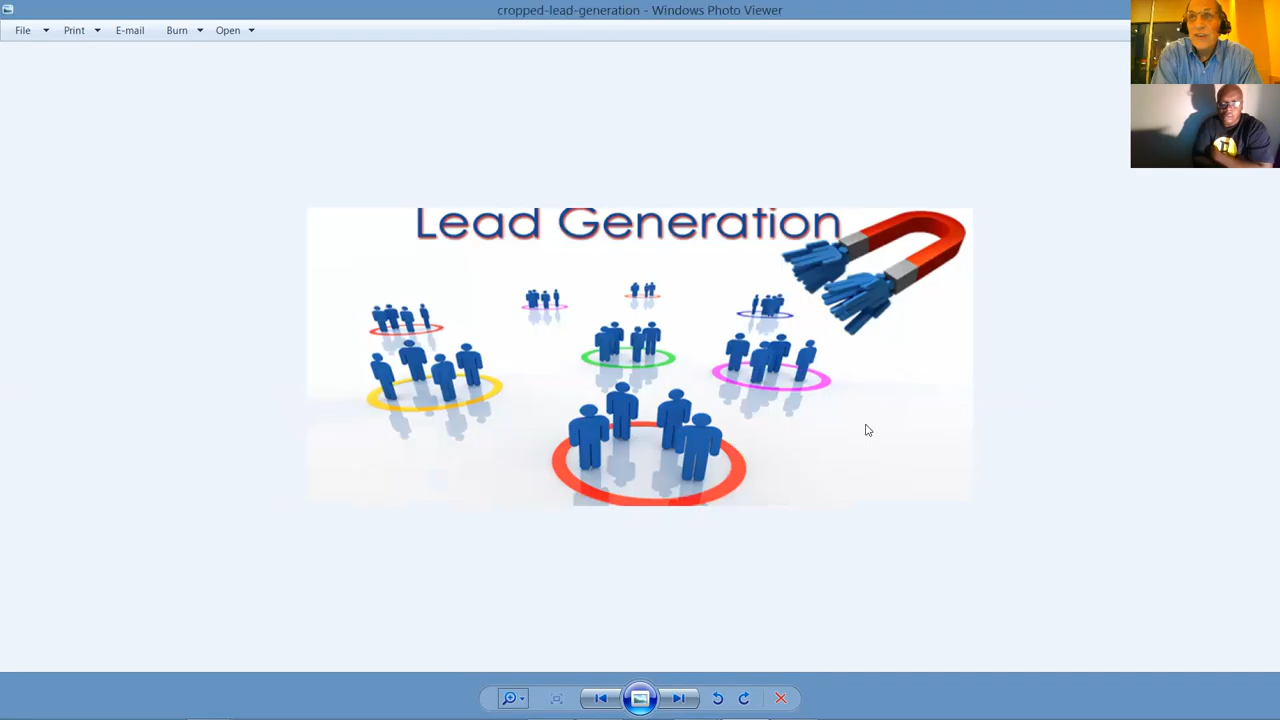 cropped-lead-generation - Windows Photo Viewer
File Print E-mail Burn Open
Lead Generation